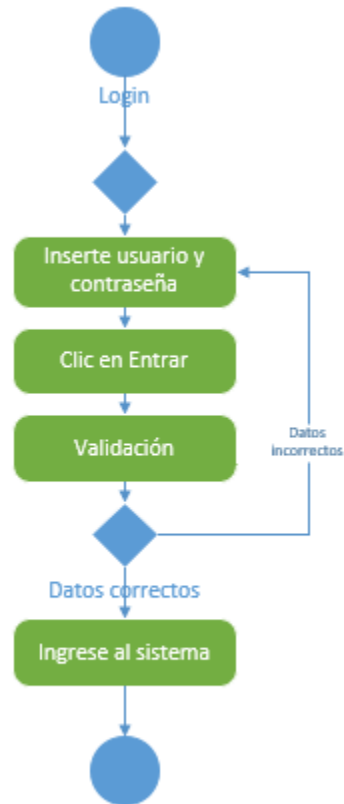 Login
Inserte usuario y
contraseña
Clic en Entrar
Validación
Datos
incorrectos
Datos correctos
Ingrese al sistema